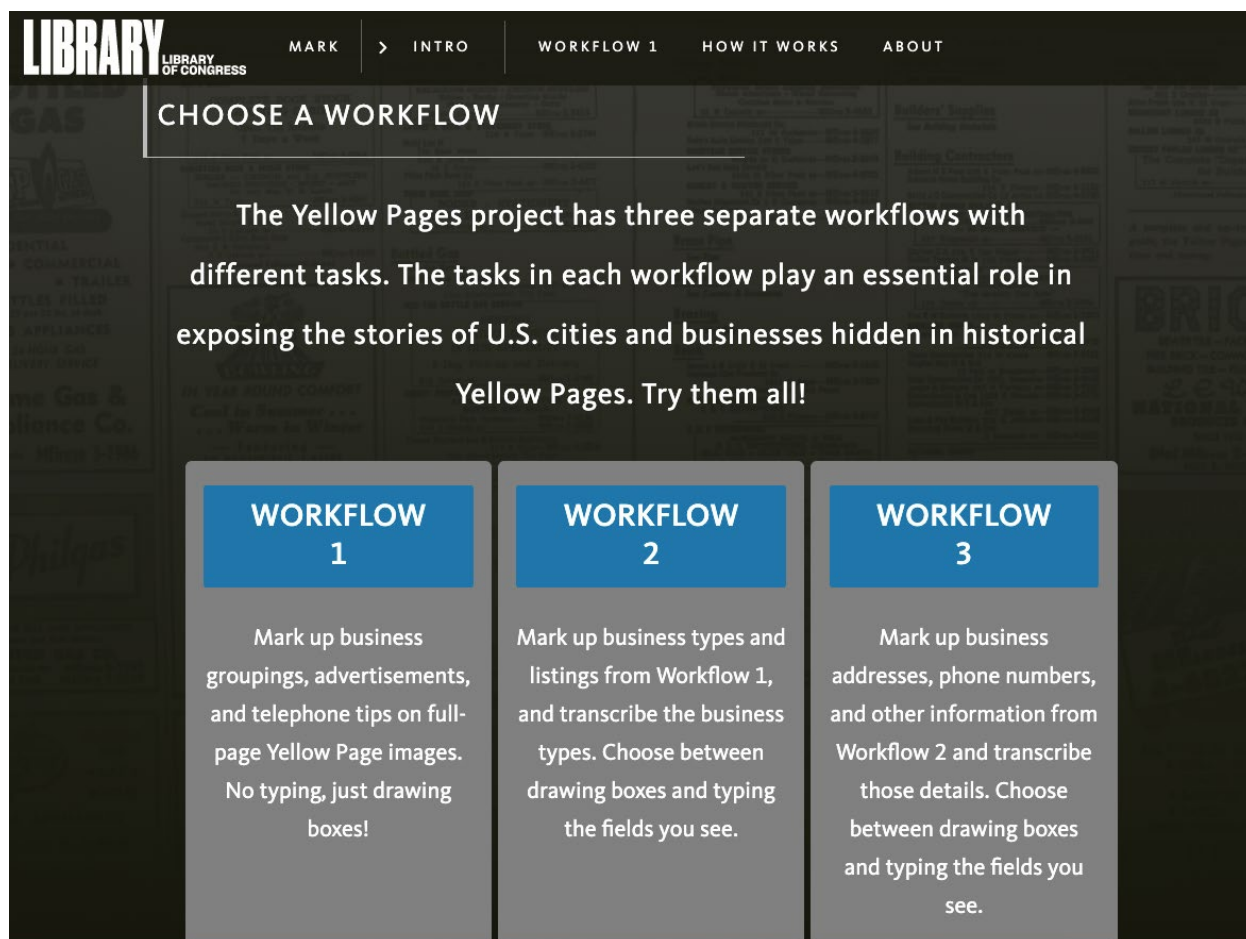 LIBRARY
LIBRARY
OF CONGRESS
MARK > INTRO WORKFLOW 1 HOW IT WORKS ABOUT
CHOOSE A WORKFLOW
The Yellow Pages project has three separate workflows with
different tasks. The tasks in each workflow play an essential role in
exposing the stories of U.S. cities and businesses hidden in historical
Yellow Pages. Try them all!
WORKFLOW
1
Mark up business
groupings, advertisements,
and telephone tips on full-
page Yellow Page images.
No typing, just drawing
boxes!
WORKFLOW
2
Mark up business types and
listings from Workflow 1,
and transcribe the business
types. Choose between
drawing boxes and typing
the fields you see.
WORKFLOW
3
Mark up business
addresses, phone numbers,
and other information from
Workflow 2 and transcribe
those details. Choose
between drawing boxes
and typing the fields you
see.
GAS
Builders' Supplies
Building Contractors
Philgas